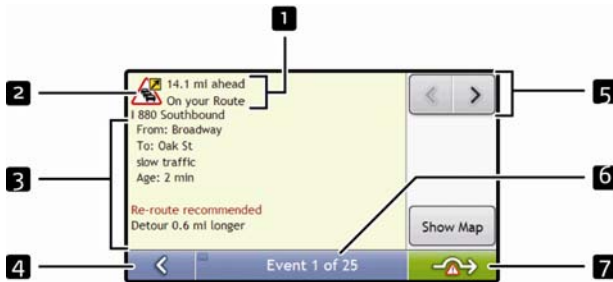 1
2
14.1 mi ahead
On your Route
I 880 Southbound
From: Broadway
To: Oak St
slow traffic
Age: 2 min
Re-route recommended
Detour 0.6 mi longer
3
4
Event 1 of 25
5
6
Show Map
7